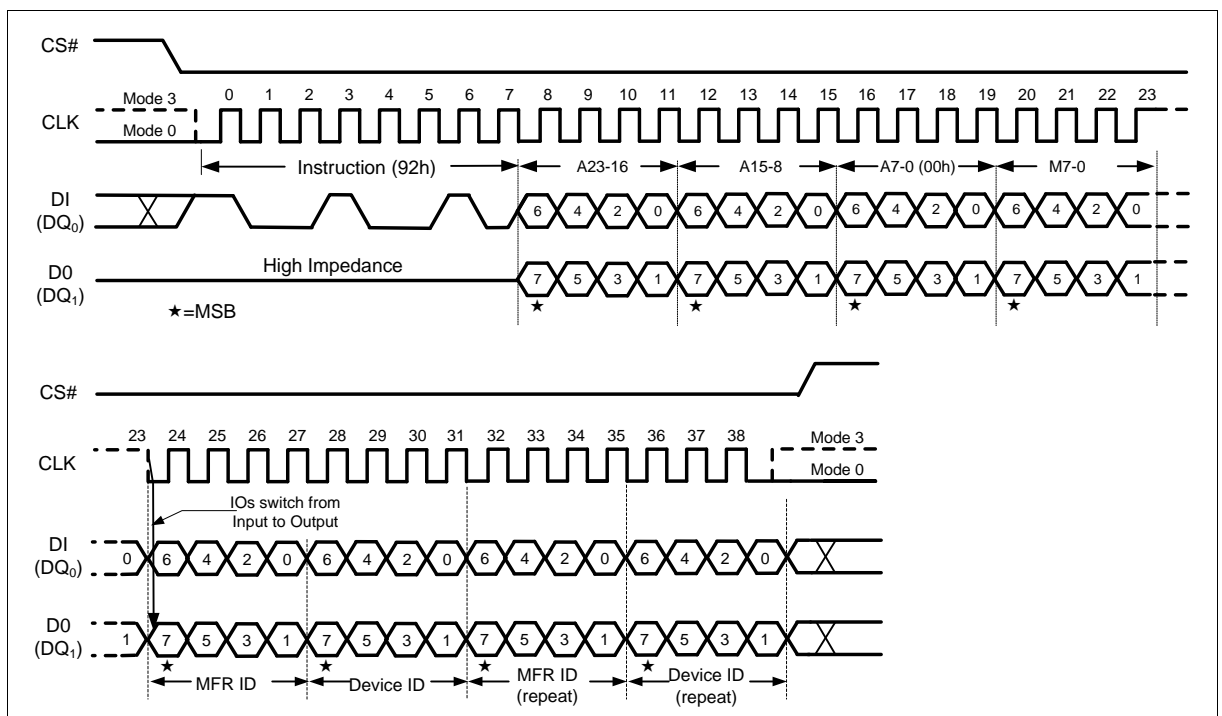 CS#
Mode 3
0 1 2 3 4 5 6 7 8 9 10 11 12 13 14 15 16 17 18 19 20 21 22 23
CLK
Mode 0
Instruction (92h) A23-16 A15-8 A7-0 (00h) M7-0
DI
(DQ0)
6 4 2 0 6 4 2 0 6 4 2 0 6 4 2 0
High Impedance
D0
(DQ1)
7 5 3 1 7 5 3 1 7 5 3 1 7 5 3 1
★=MSB ★ ★ ★ ★
CS#
23 24 25 26 27 28 29 30 31 32 33 34 35 36 37 38
Mode 3
CLK
Mode 0
IOs switch from
Input to Output
DI
(DQ0)
0 6 4 2 0 6 4 2 0 6 4 2 0 6 4 2 0
D0
(DQ1)
1 7 5 3 1 7 5 3 1 7 5 3 1 7 5 3 1
★ ★ ★ ★
MFR ID Device ID MFR ID
(repeat)
Device ID
(repeat)